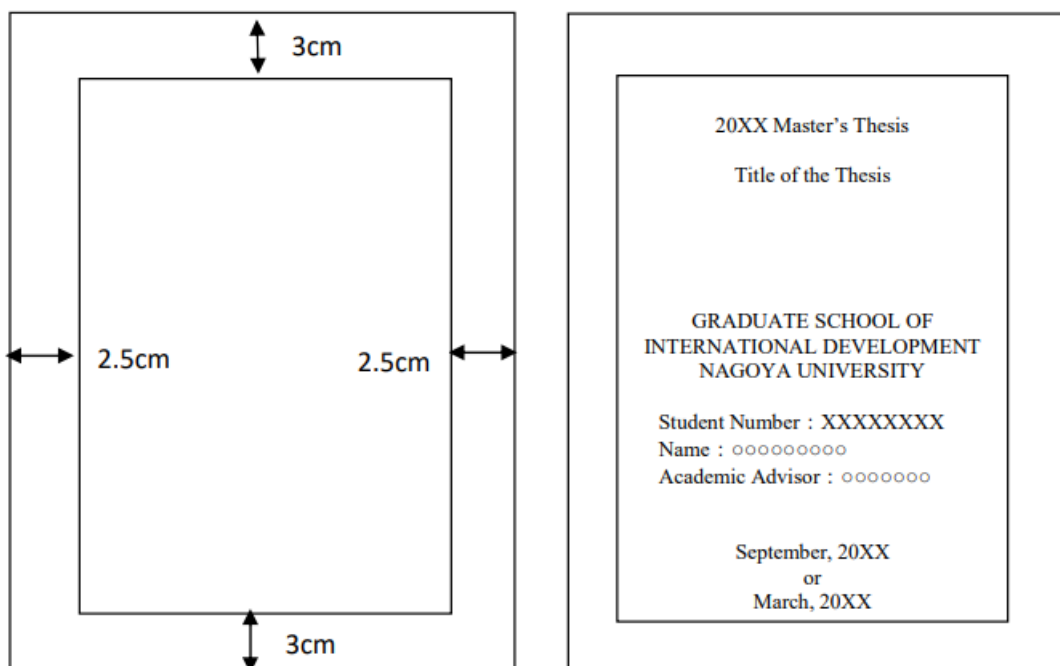 3cm
2.5cm
2.5cm
3cm
20XX Master’s Thesis
Title of the Thesis
GRADUATE SCHOOL OF
INTERNATIONAL DEVELOPMENT
NAGOYA UNIVERSITY
Student Number：XXXXXXXX
Name：○○○○○○○○○
Academic Advisor：○○○○○○○
September, 20XX
or
March, 20XX